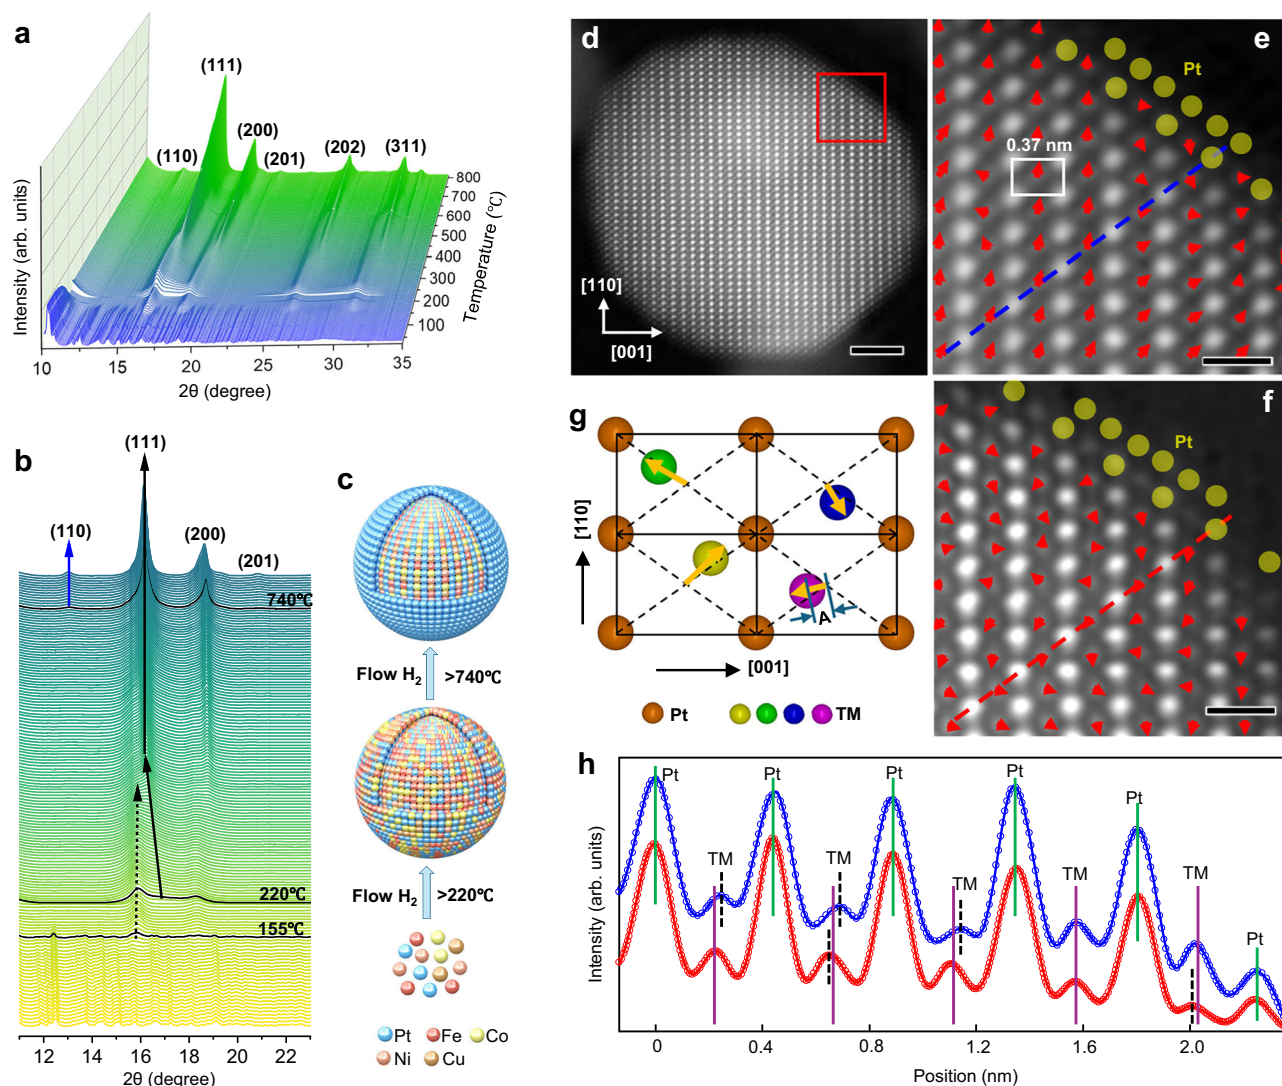 a
(111)
(200)
(110)
(201)
(202)
(311)
Intensity (arb. units)
800
700
600
500
400
300
200
100
Temperature (℃)
10
15
20
25
30
35
2θ (degree)
b
(111)
(110)
(200)
(201)
740℃
220℃
155℃
12
14
16
18
20
22
2θ (degree)
c
Flow H2
>740℃
Flow H2
>220℃
Pt
Fe
Co
Ni
Cu
d
[110]
[001]
e
Pt
0.37 nm
f
Pt
g
[110]
A
[001]
Pt
TM
h
Pt
Pt
Pt
Pt
Pt
Pt
TM
TM
TM
TM
TM
Intensity (arb. units)
0
0.4
0.8
1.2
1.6
2.0
Position (nm)